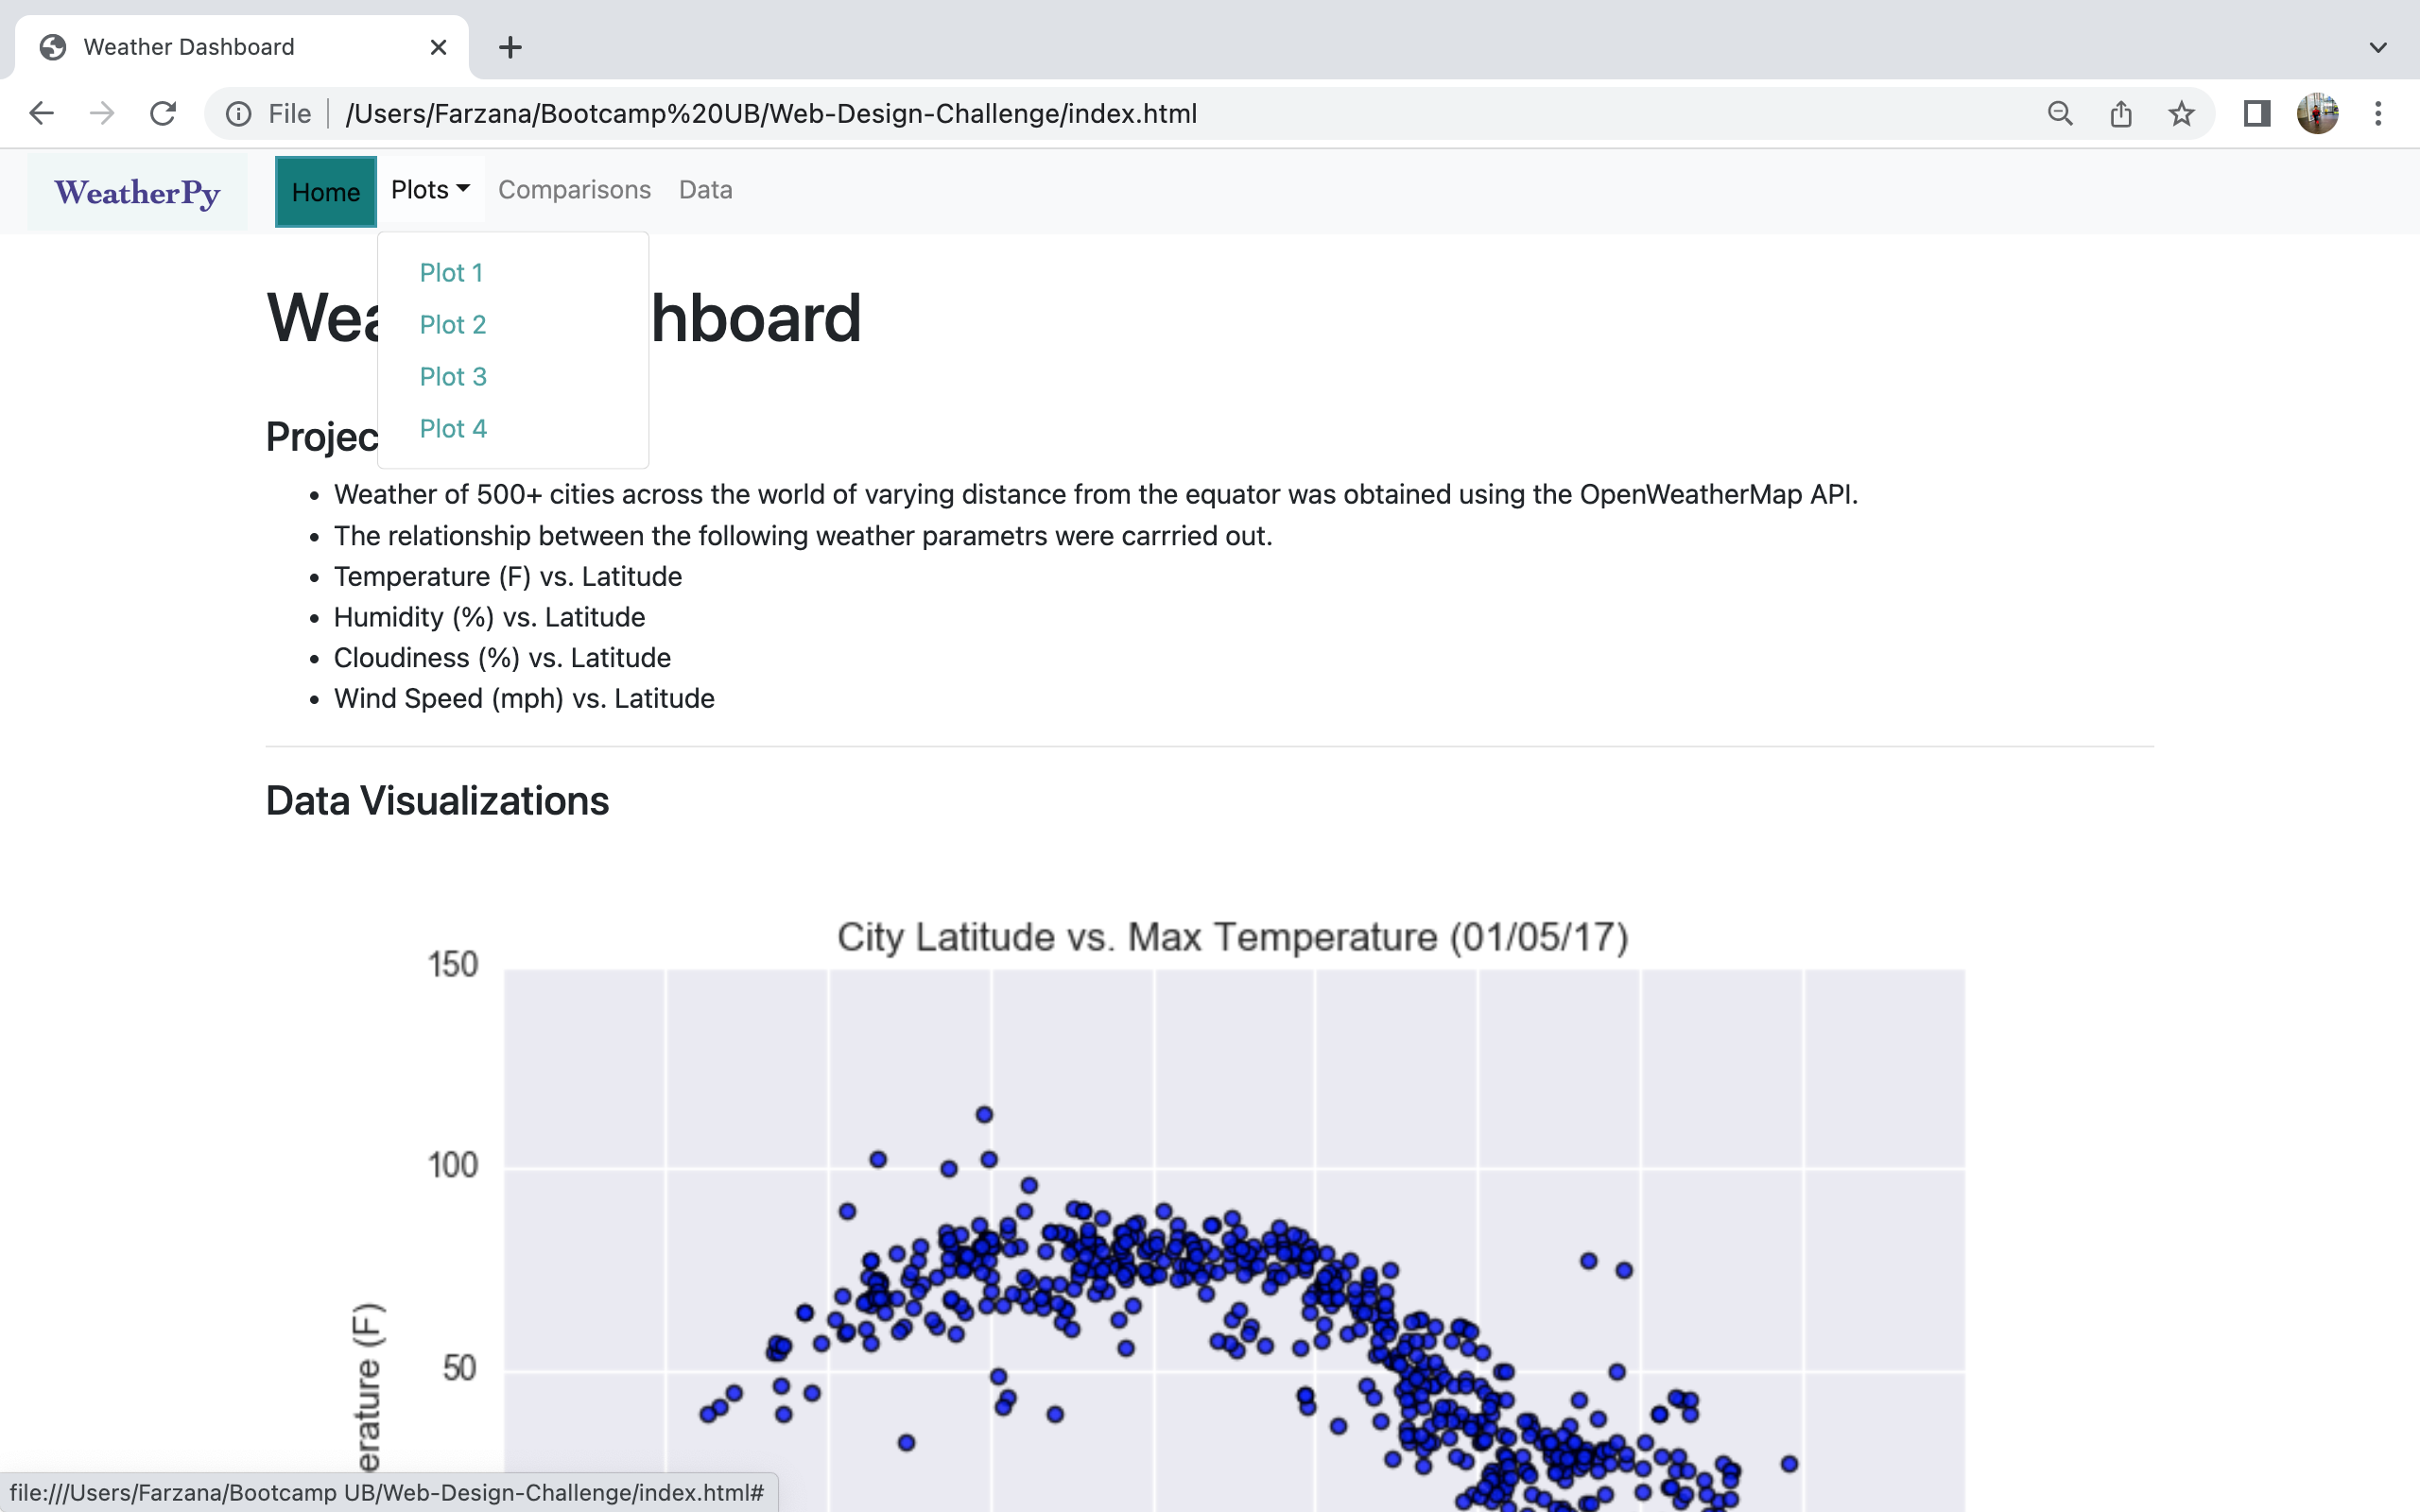 Weather Dashboard
File /Users/Farzana/Bootcamp%20UB/Web-Design-Challenge/index.html
WeatherPy Home Plots Comparisons Data
Plot 1
Plot 2
Plot 3
Plot 4
Wea hboard
Projec
• Weather of 500+ cities across the world of varying distance from the equator was obtained using the OpenWeatherMap API.
• The relationship between the following weather parametrs were carrried out.
• Temperature (F) vs. Latitude
• Humidity (%) vs. Latitude
• Cloudiness (%) vs. Latitude
• Wind Speed (mph) vs. Latitude
Data Visualizations
City Latitude vs. Max Temperature (01/05/17)
150
100
50
erature (F)
file:///Users/Farzana/Bootcamp UB/Web-Design-Challenge/index.html#